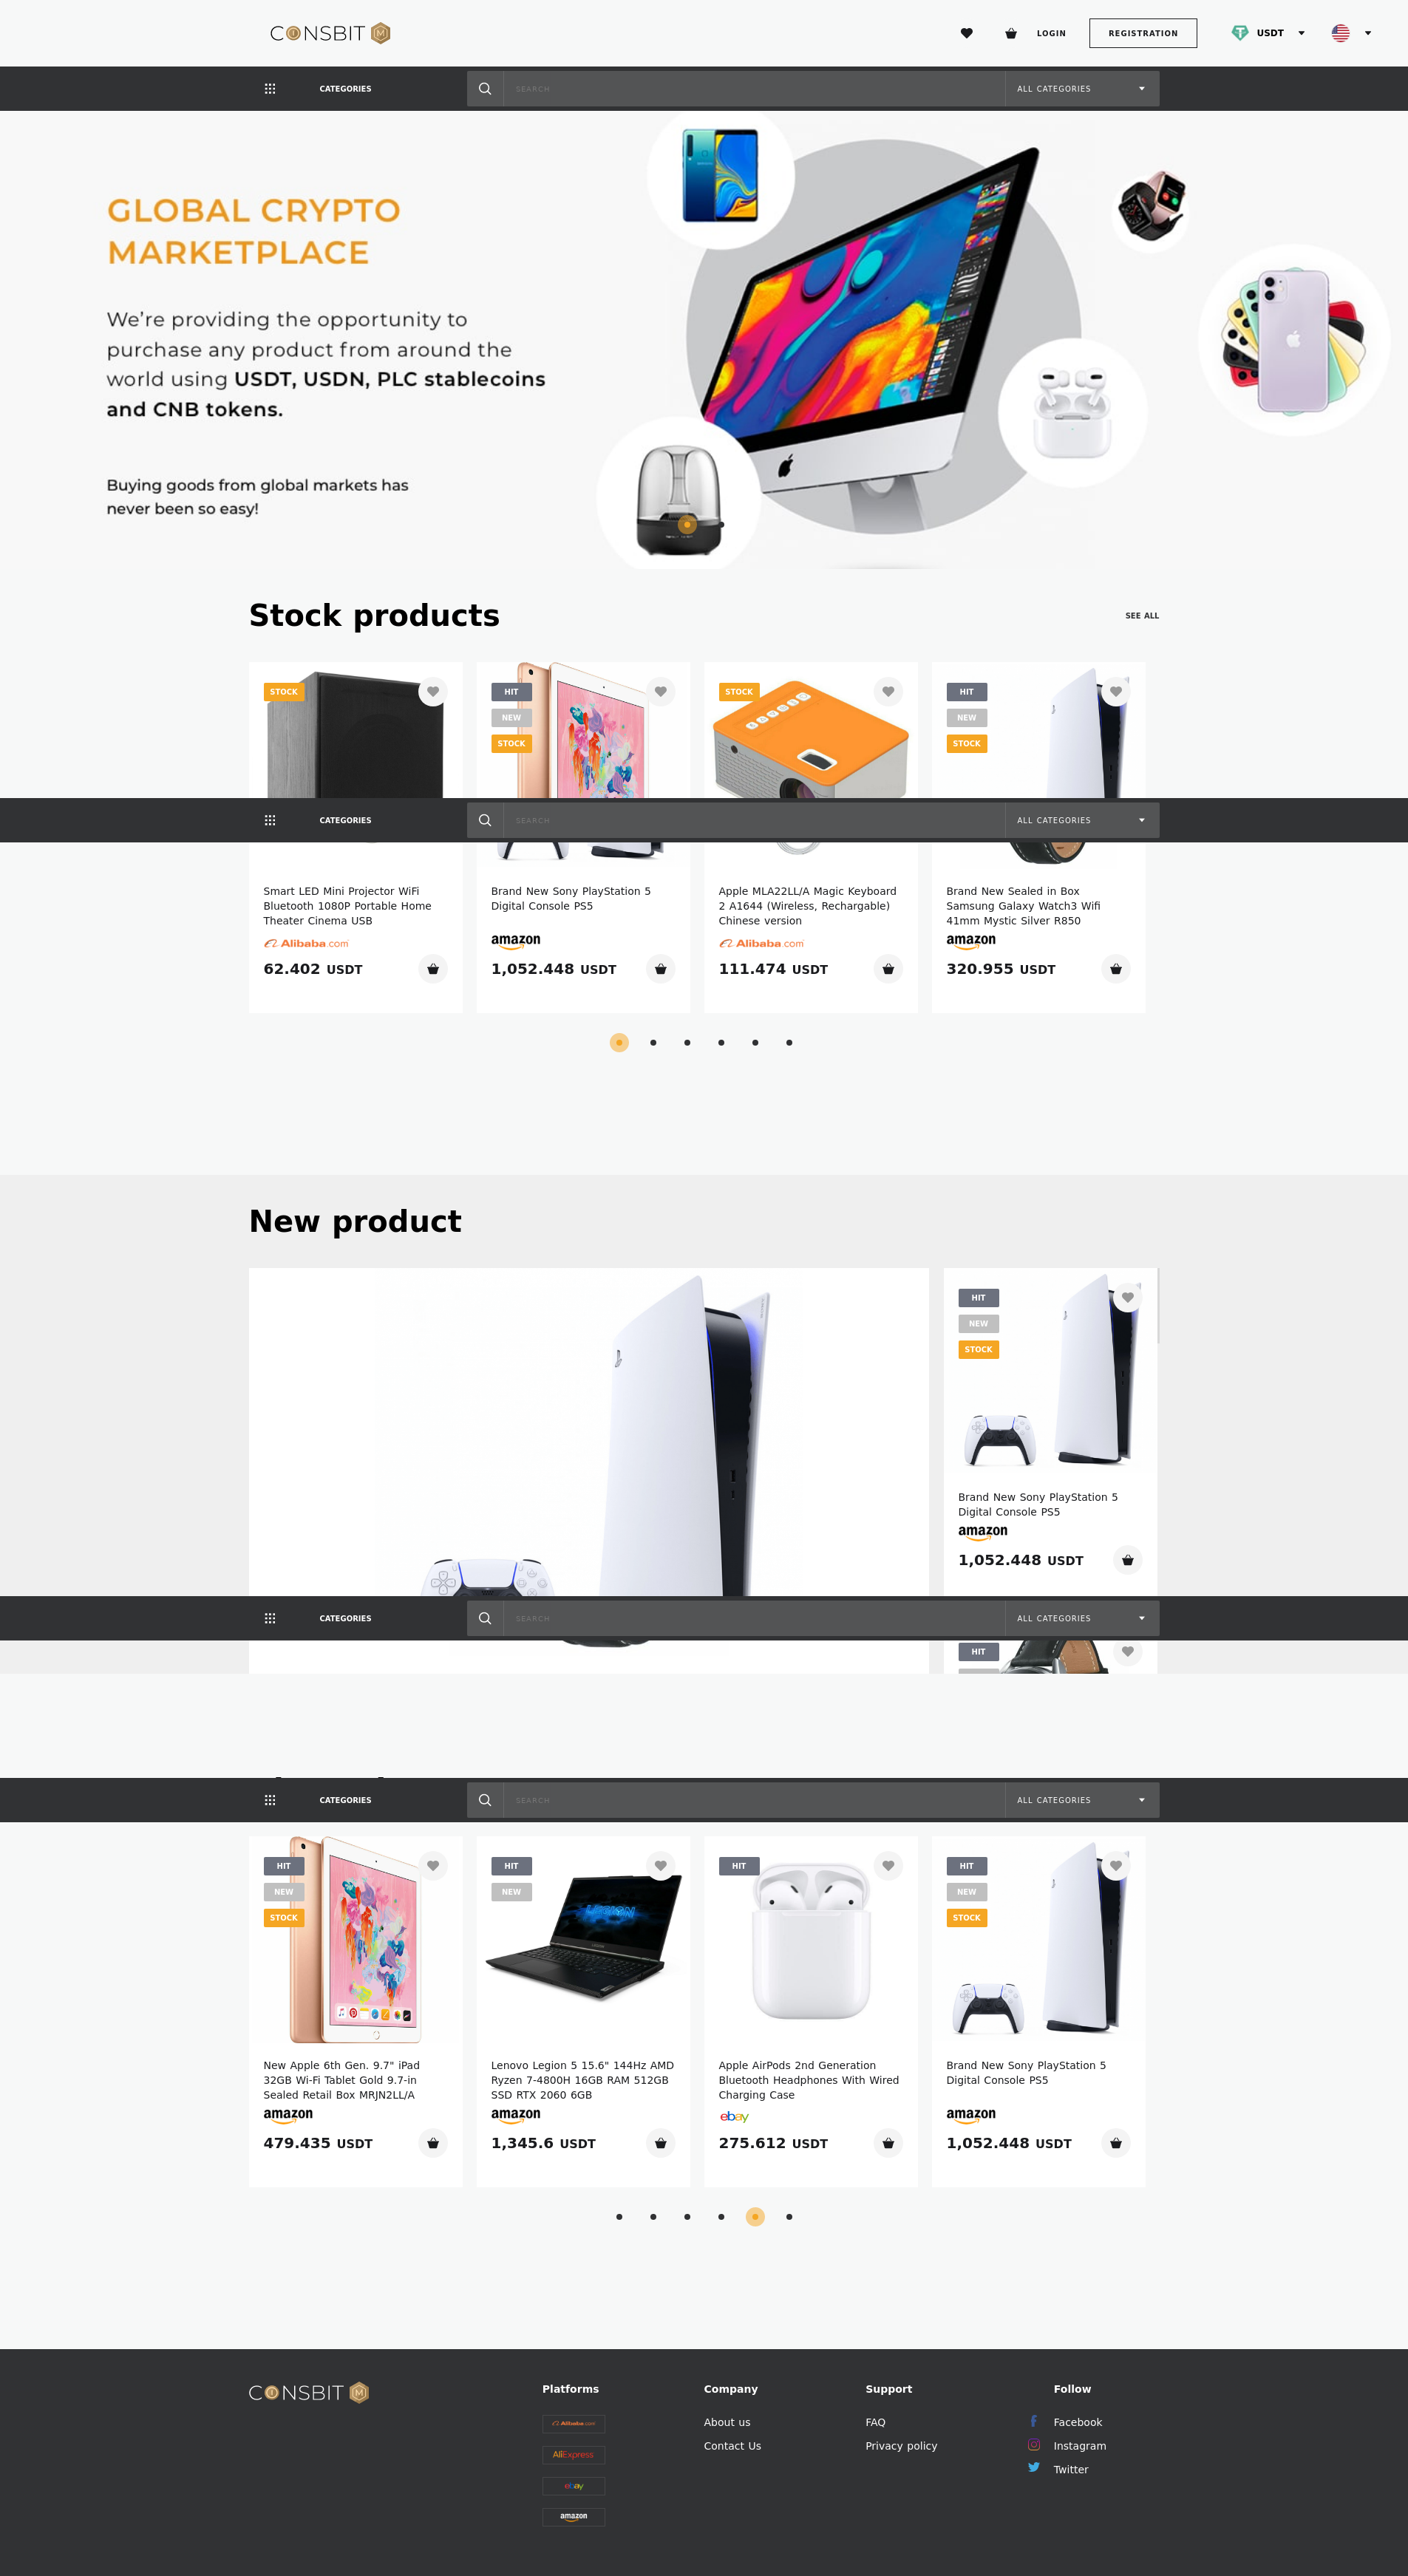 CONSBIT M
LOGIN
REGISTRATION
USDT
CATEGORIES
SEARCH
ALL CATEGORIES
GLOBAL CRYPTO
MARKETPLACE
We’re providing the opportunity to
purchase any product from around the
world using USDT, USDN, PLC stablecoins
and CNB tokens.
Buying goods from global markets has
never been so easy!
Stock products
SEE ALL
STOCK
HIT
NEW
STOCK
STOCK
HIT
NEW
STOCK
CATEGORIES
SEARCH
ALL CATEGORIES
Smart LED Mini Projector WiFi
Bluetooth 1080P Portable Home
Theater Cinema USB
Alibaba.com
62.402 USDT
Brand New Sony PlayStation 5
Digital Console PS5
amazon
1,052.448 USDT
Apple MLA22LL/A Magic Keyboard
2 A1644 (Wireless, Rechargable)
Chinese version
Alibaba.com
111.474 USDT
Brand New Sealed in Box
Samsung Galaxy Watch3 Wifi
41mm Mystic Silver R850
amazon
320.955 USDT
New product
HIT
NEW
STOCK
Brand New Sony PlayStation 5
Digital Console PS5
amazon
1,052.448 USDT
CATEGORIES
SEARCH
ALL CATEGORIES
HIT
CATEGORIES
SEARCH
ALL CATEGORIES
HIT
NEW
STOCK
HIT
NEW
LEGION
HIT
HIT
NEW
STOCK
New Apple 6th Gen. 9.7" iPad
32GB Wi-Fi Tablet Gold 9.7-in
Sealed Retail Box MRJN2LL/A
amazon
479.435 USDT
Lenovo Legion 5 15.6" 144Hz AMD
Ryzen 7-4800H 16GB RAM 512GB
SSD RTX 2060 6GB
amazon
1,345.6 USDT
Apple AirPods 2nd Generation
Bluetooth Headphones With Wired
Charging Case
ebay
275.612 USDT
Brand New Sony PlayStation 5
Digital Console PS5
amazon
1,052.448 USDT
CONSBIT M
Platforms
Alibaba.com
AliExpress
ebay
amazon
Company
About us
Contact Us
Support
FAQ
Privacy policy
Follow
Facebook
Instagram
Twitter